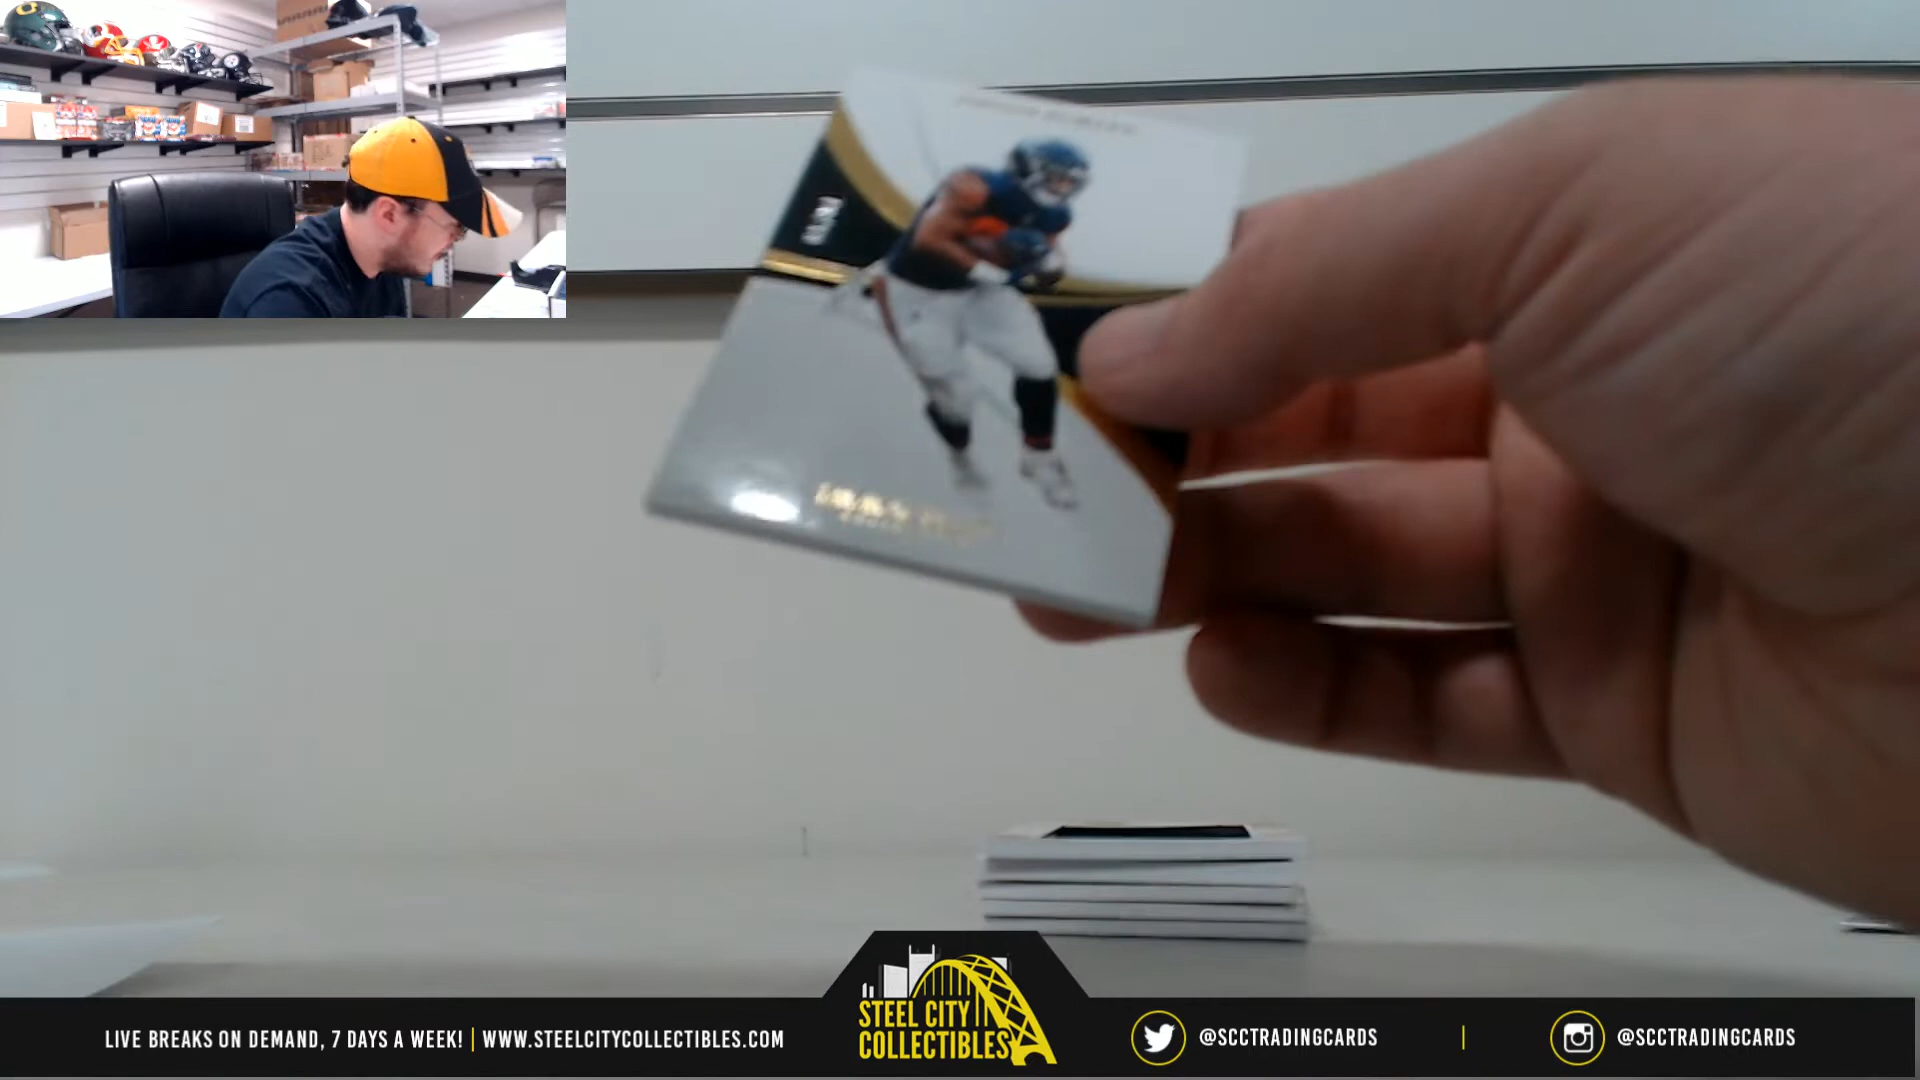 LIVE BREAKS ON DEMAND, 7 DAYS A WEEK! | WWW.STEELCITYCOLLECTIBLES.COM
STEEL CITY
COLLECTIBLES
@SCCTRADINGCARDS
@SCCTRADINGCARDS